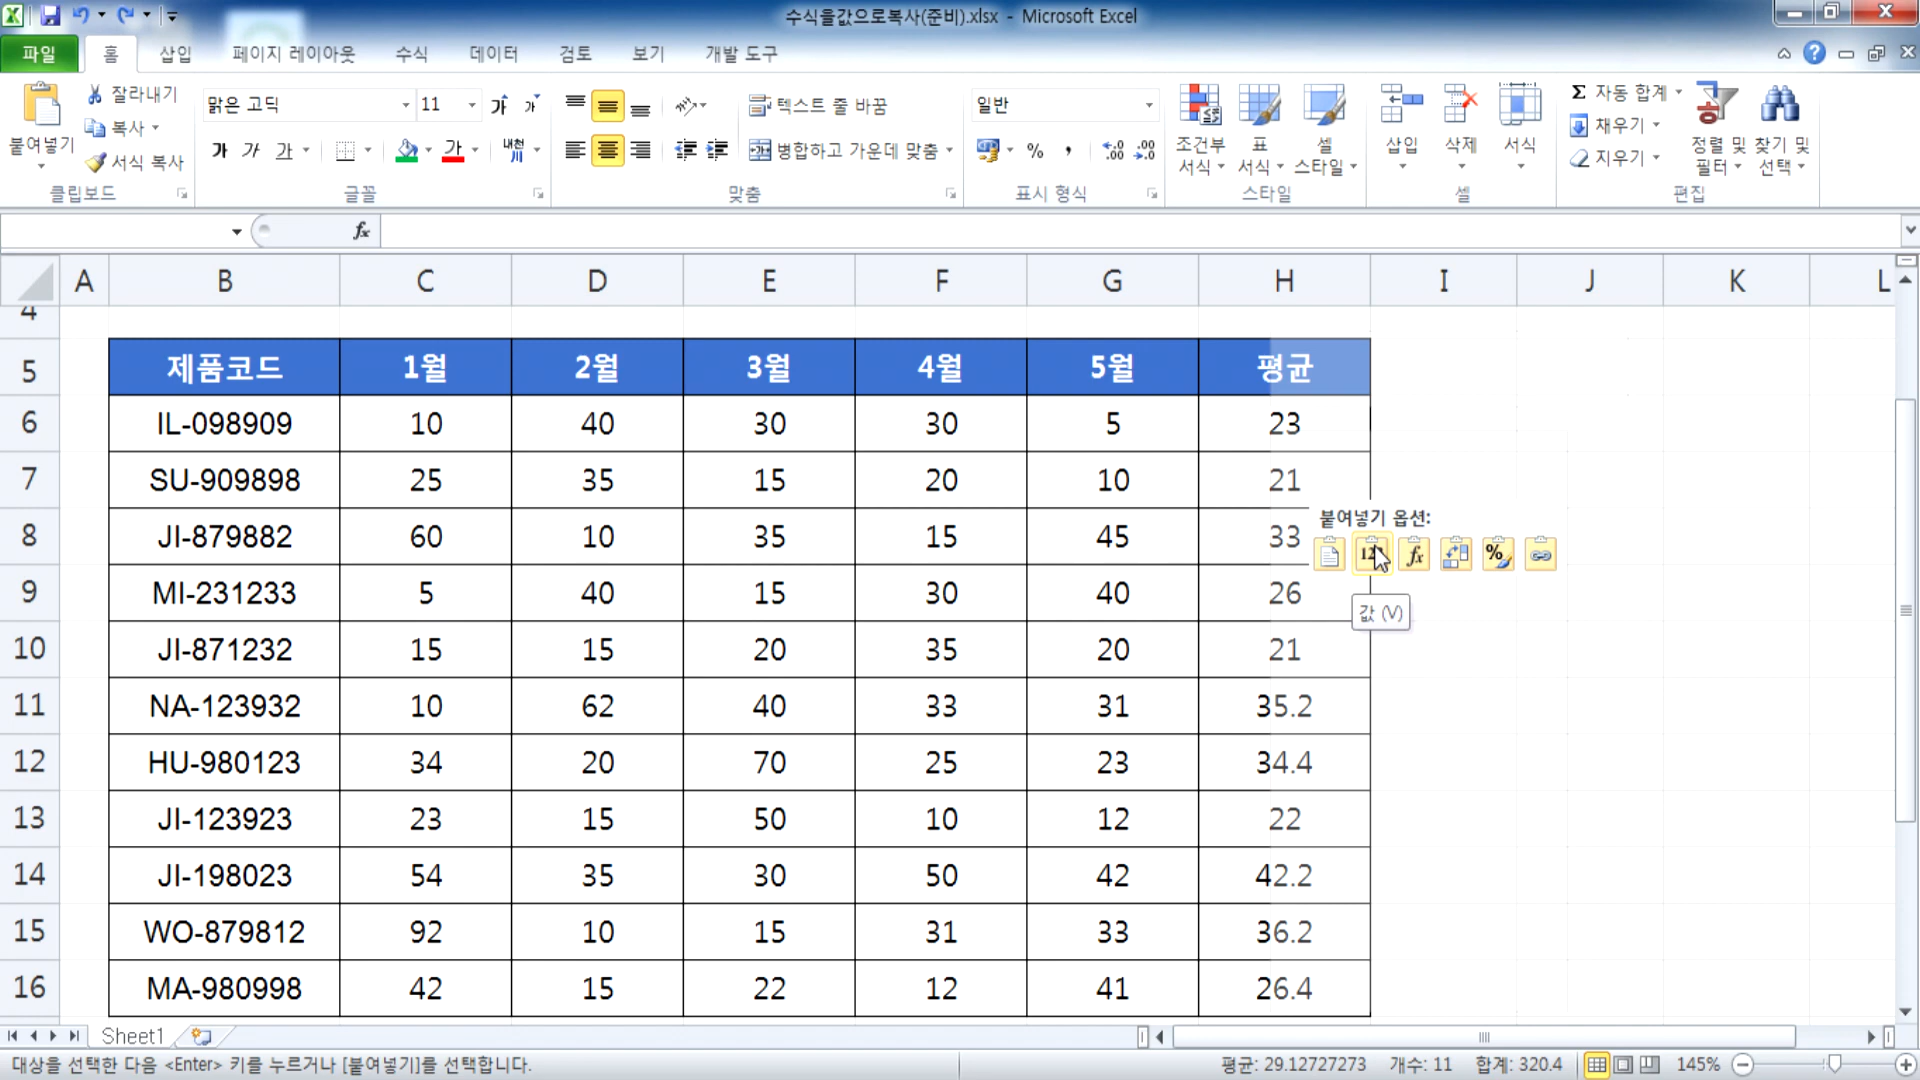 수식을값으로복사(준비).xlsx - Microsoft Excel
파일 홈 삽입 페이지 레이아웃 수식 데이터 검토 보기 개발 도구
붙여넣기
잘라내기
복사
서식 복사
클립보드
맑은 고딕 11 가 가
가 가 가 가 내천
글꼴
텍스트 줄 바꿈
병합하고 가운데 맞춤
맞춤
일반
% , .0 .00 .00 .0
표시 형식
조건부 서식
표 서식
셀 스타일
스타일
삽입 삭제 서식
셀
Σ 자동 합계
채우기
지우기
정렬 및 필터
찾기 및 선택
편집
fx
A B C D E F G H I J K L
4
5 제품코드 1월 2월 3월 4월 5월 평균
6 IL-098909 10 40 30 30 5 23
7 SU-909898 25 35 15 20 10 21
8 JI-879882 60 10 35 15 45 33
9 MI-231233 5 40 15 30 40 26
10 JI-871232 15 15 20 35 20 21
11 NA-123932 10 62 40 33 31 35.2
12 HU-980123 34 20 70 25 23 34.4
13 JI-123923 23 15 50 10 12 22
14 JI-198023 54 35 30 50 42 42.2
15 WO-879812 92 10 15 31 33 36.2
16 MA-980998 42 15 22 12 41 26.4
붙여넣기 옵션:
fx %
값 (V)
Sheet1
대상을 선택한 다음 <Enter> 키를 누르거나 [붙여넣기]를 선택합니다. 평균: 29.12727273 개수: 11 합계: 320.4 145%